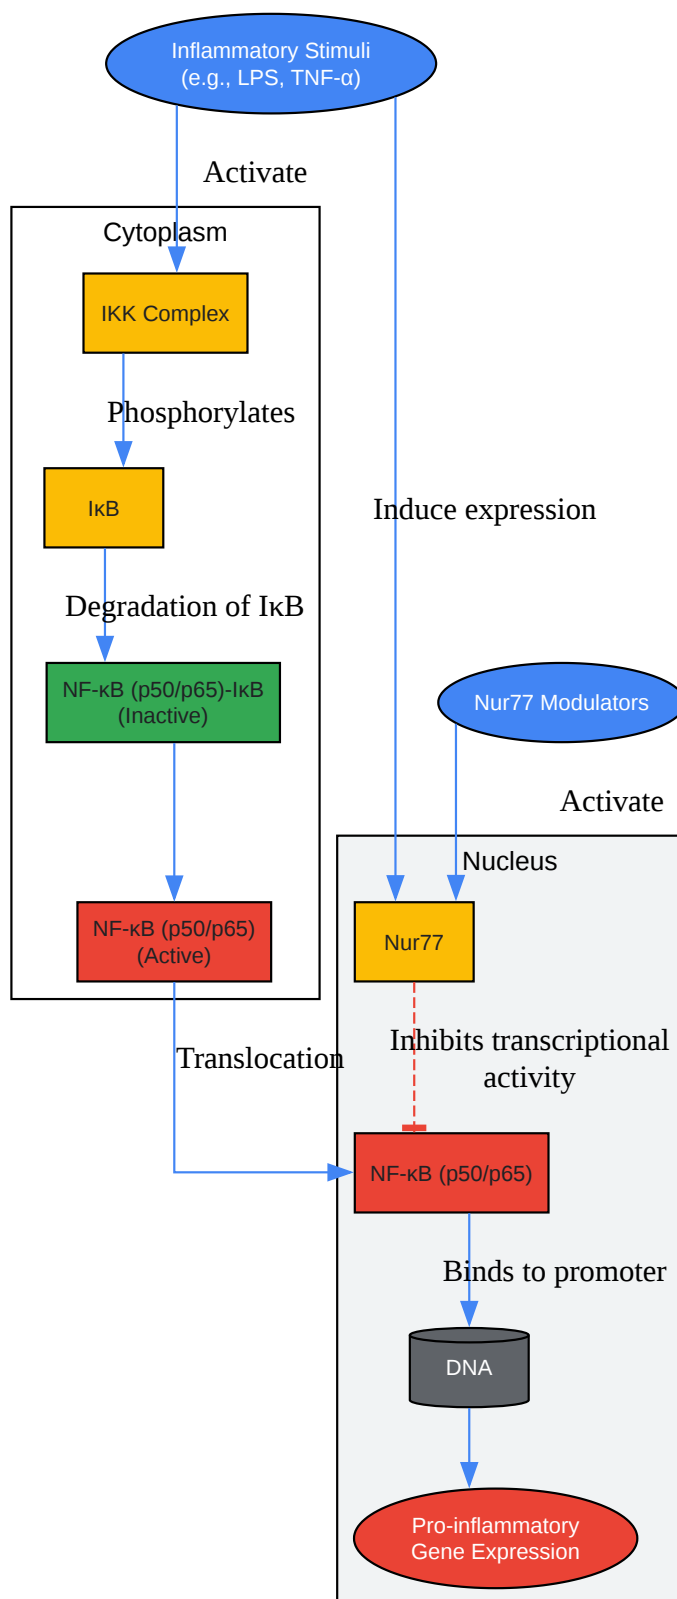 Inflammatory Stimuli
(e.g., LPS, TNF-α)
Activate
Cytoplasm
IKK Complex
Phosphorylates
IκB
Induce expression
Degradation of IκB
NF-κB (p50/p65)-IκB
(Inactive)
Nur77 Modulators
Activate
Nucleus
NF-κB (p50/p65)
(Active)
Nur77
Translocation
Inhibits transcriptional
activity
NF-κB (p50/p65)
Binds to promoter
DNA
Pro-inflammatory
Gene Expression